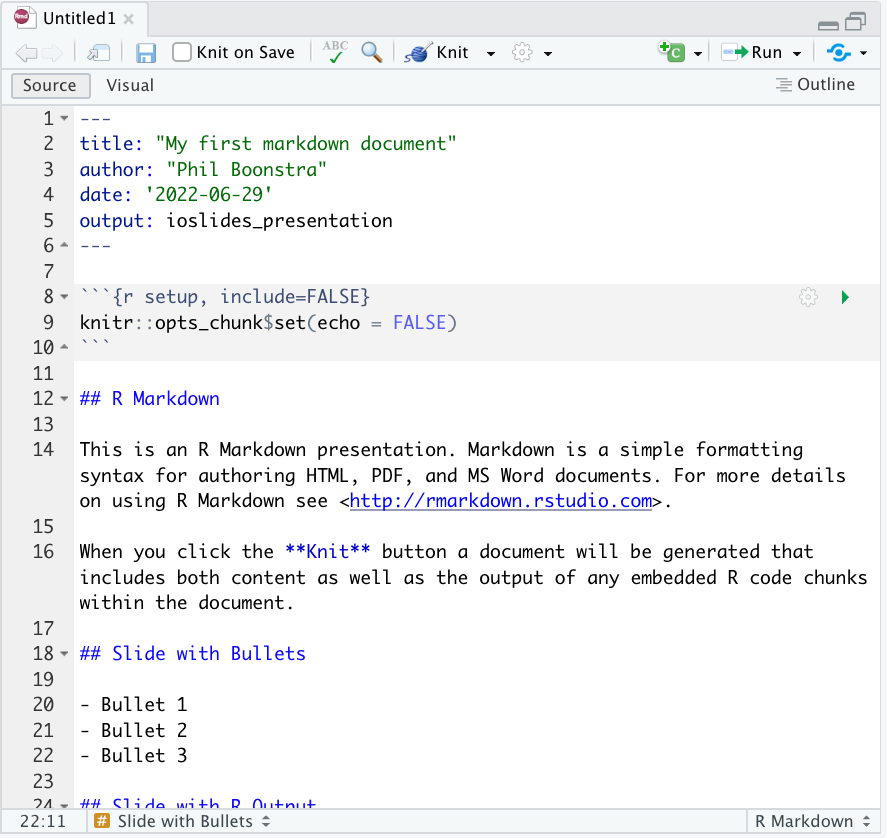 Untitled1
Knit on Save ABC Knit C Run
Source Visual Outline
1 ---
2 title: "My first markdown document"
3 author: "Phil Boonstra"
4 date: '2022-06-29'
5 output: ioslides_presentation
6 ---
7
8 ```{r setup, include=FALSE}
9 knitr::opts_chunk$set(echo = FALSE)
10 ```
11
12 ## R Markdown
13
14 This is an R Markdown presentation. Markdown is a simple formatting
syntax for authoring HTML, PDF, and MS Word documents. For more details
on using R Markdown see <http://rmarkdown.rstudio.com>.
15
16 When you click the **Knit** button a document will be generated that
includes both content as well as the output of any embedded R code chunks
within the document.
17
18 ## Slide with Bullets
19
20 - Bullet 1
21 - Bullet 2
22 - Bullet 3
23
24 ## Slide with R Output
22:11 # Slide with Bullets R Markdown